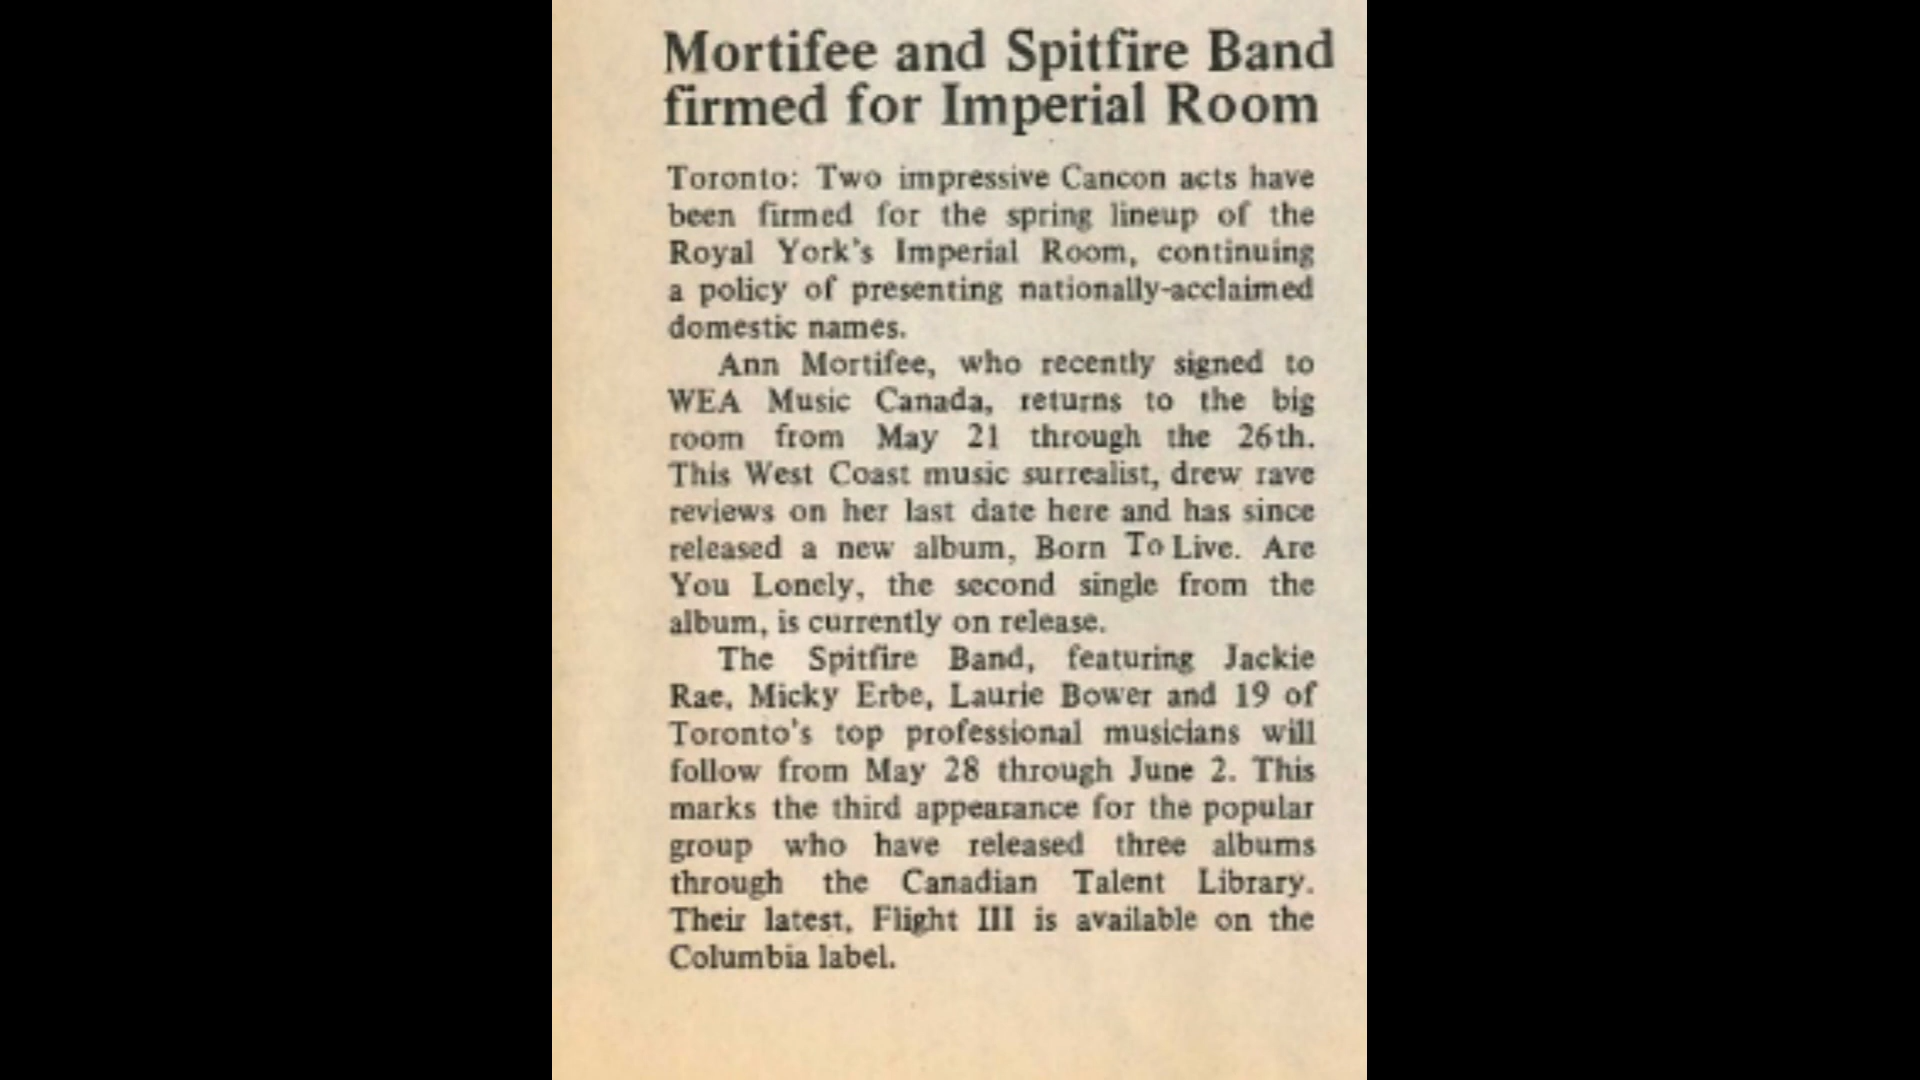 Mortifee and Spitfire Band
firmed for Imperial Room
Toronto: Two impressive Cancon acts have
been firmed for the spring lineup of the
Royal York's Imperial Room, continuing
a policy of presenting nationally-acclaimed
domestic names.
Ann Mortifee, who recently signed to
WEA Music Canada, returns to the big
room from May 21 through the 26th.
This West Coast music surrealist, drew rave
reviews on her last date here and has since
released a new album, Born To Live. Are
You Lonely, the second single from the
album, is currently on release.
The Spitfire Band, featuring Jackie
Rae, Micky Erbe, Laurie Bower and 19 of
Toronto's top professional musicians will
follow from May 28 through June 2. This
marks the third appearance for the popular
group who have released three albums
through the Canadian Talent Library.
Their latest, Flight III is available on the
Columbia label.